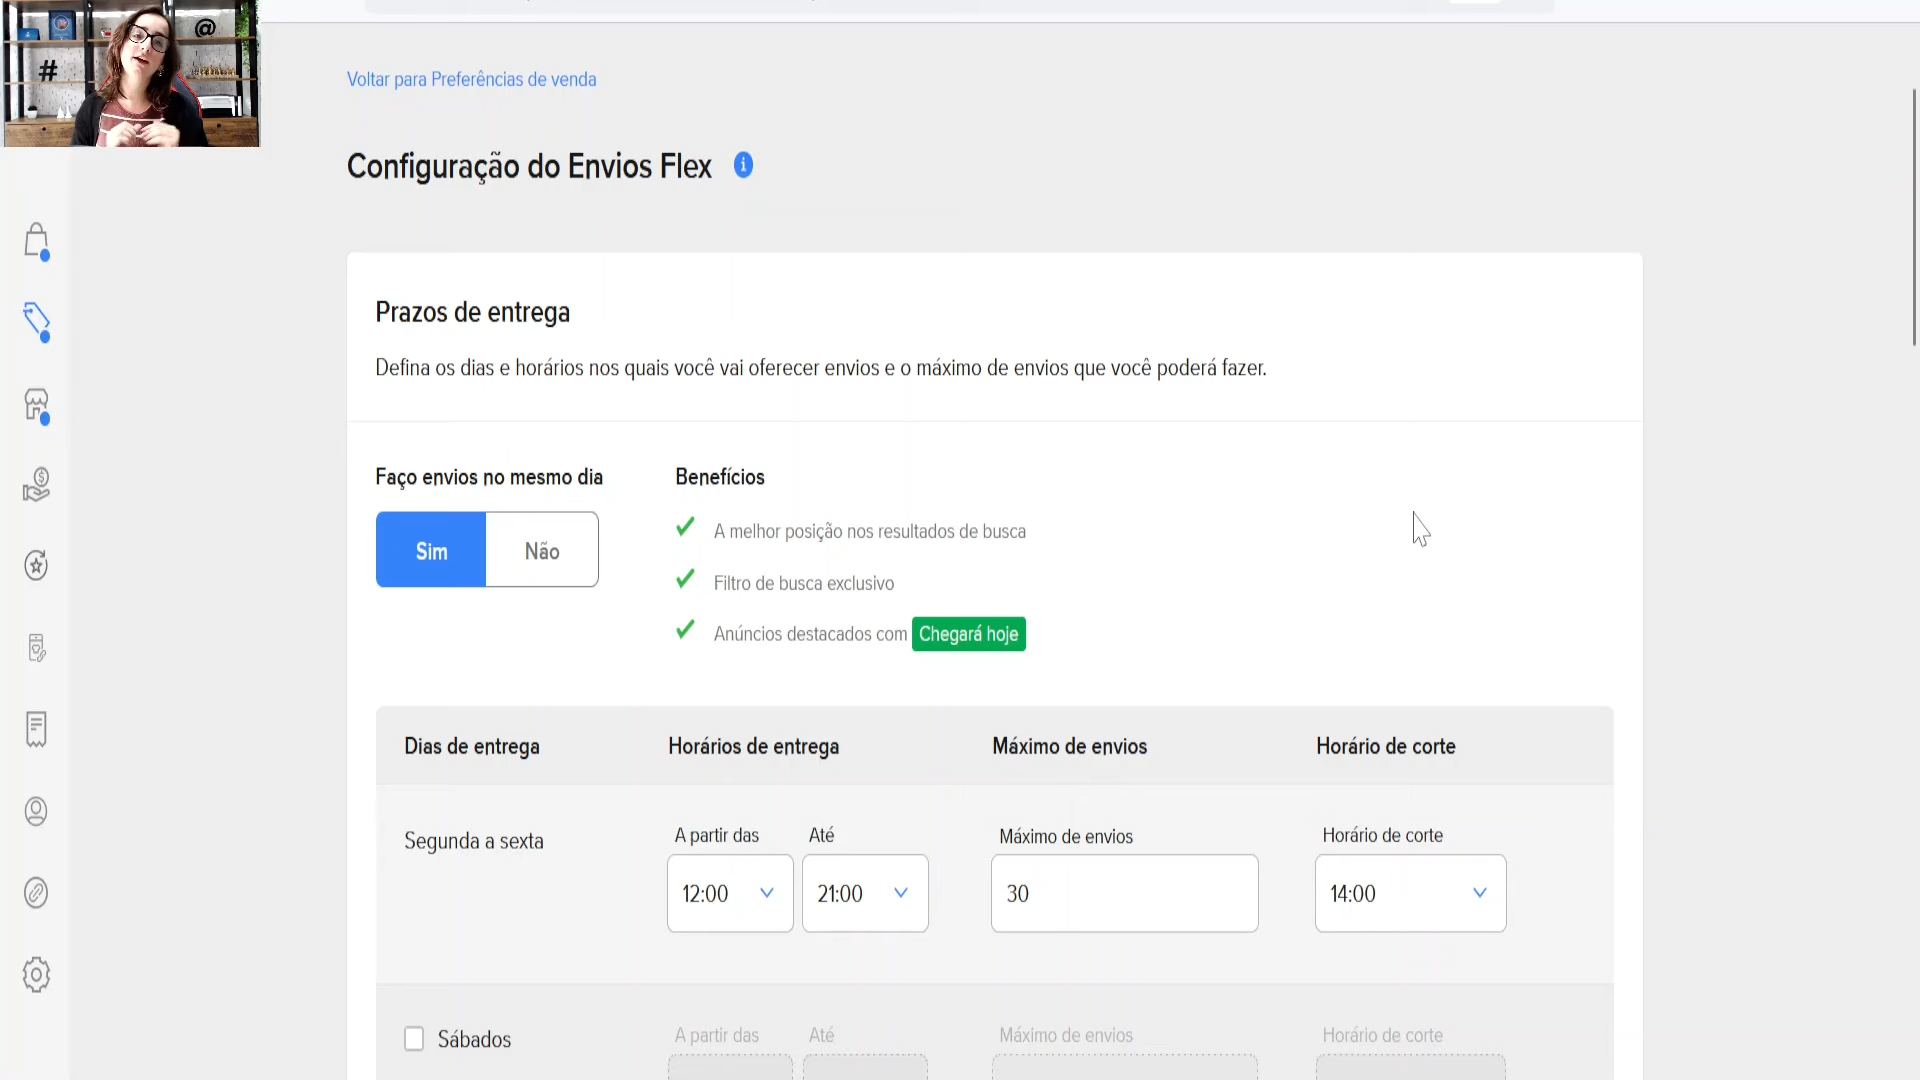 # @
Voltar para Preferências de venda
Configuração do Envios Flex
Prazos de entrega
Defina os dias e horários nos quais você vai oferecer envios e o máximo de envios que você poderá fazer.
Faço envios no mesmo dia
Sim Não
Benefícios
A melhor posição nos resultados de busca
Filtro de busca exclusivo
Anúncios destacados com Chegará hoje
Dias de entrega Horários de entrega Máximo de envios Horário de corte
Segunda a sexta
A partir das Até Máximo de envios Horário de corte
12:00 21:00 30 14:00
Sábados
A partir das Até Máximo de envios Horário de corte